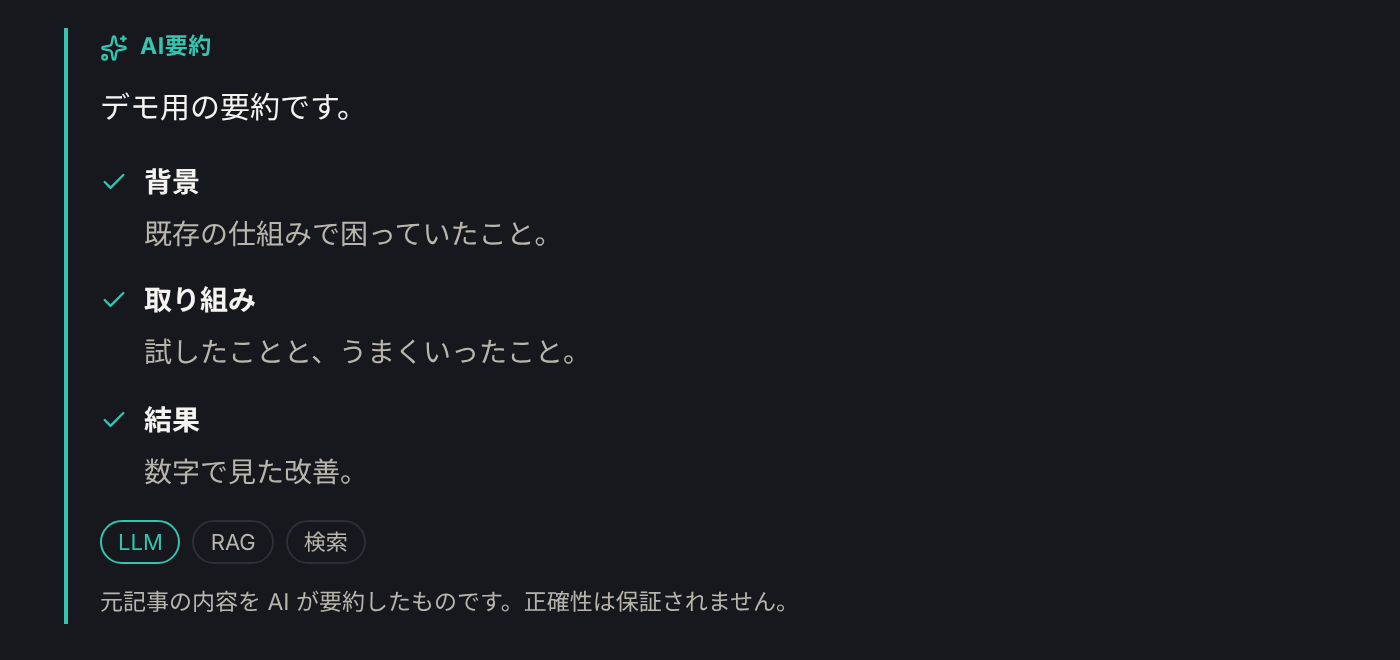 AI要約
デモ用の要約です。
背景
既存の仕組みで困っていたこと。
取り組み
試したことと、うまくいったこと。
結果
数字で見た改善。
LLM RAG 検索
元記事の内容を AI が要約したものです。正確性は保証されません。